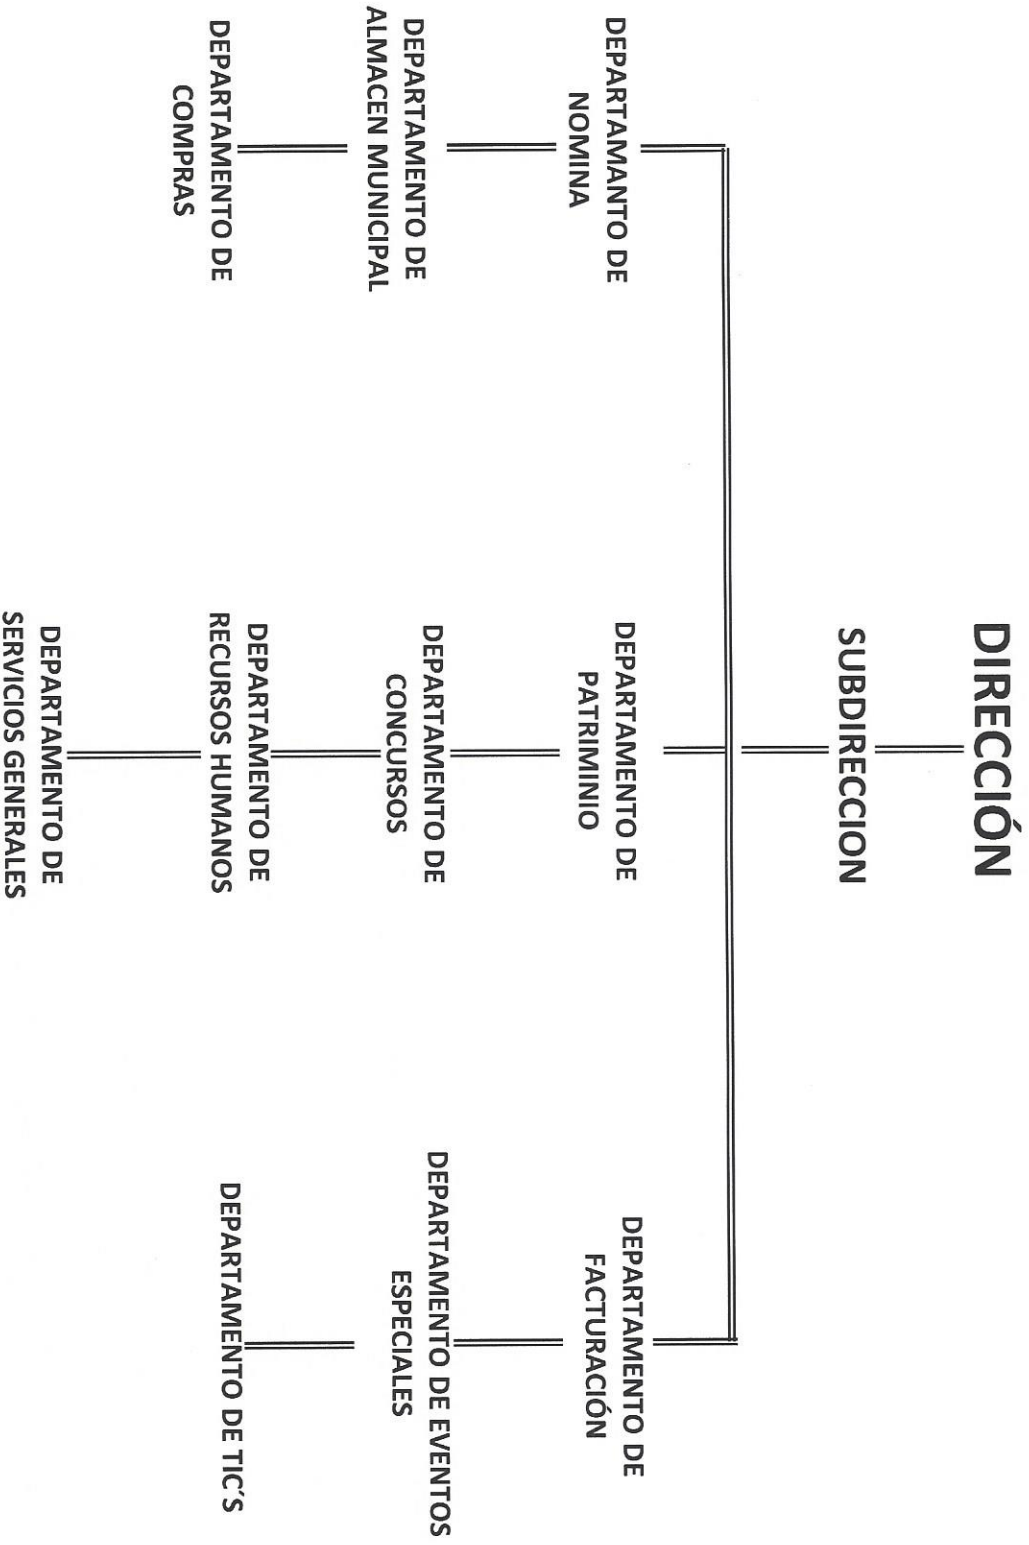 DIRECCIÓN
SUBDIRECCION
DEPARTAMANTO DE
NOMINA
DEPARTAMENTO DE
ALMACEN MUNICIPAL
DEPARTAMENTO DE
COMPRAS
DEPARTAMENTO DE
PATRIMINIO
DEPARTAMENTO DE
CONCURSOS
DEPARTAMENTO DE
RECURSOS HUMANOS
DEPARTAMENTO DE
SERVICIOS GENERALES
DEPARTAMENTO DE
FACTURACIÓN
DEPARTAMENTO DE EVENTOS
ESPECIALES
DEPARTAMENTO DE TIC´S